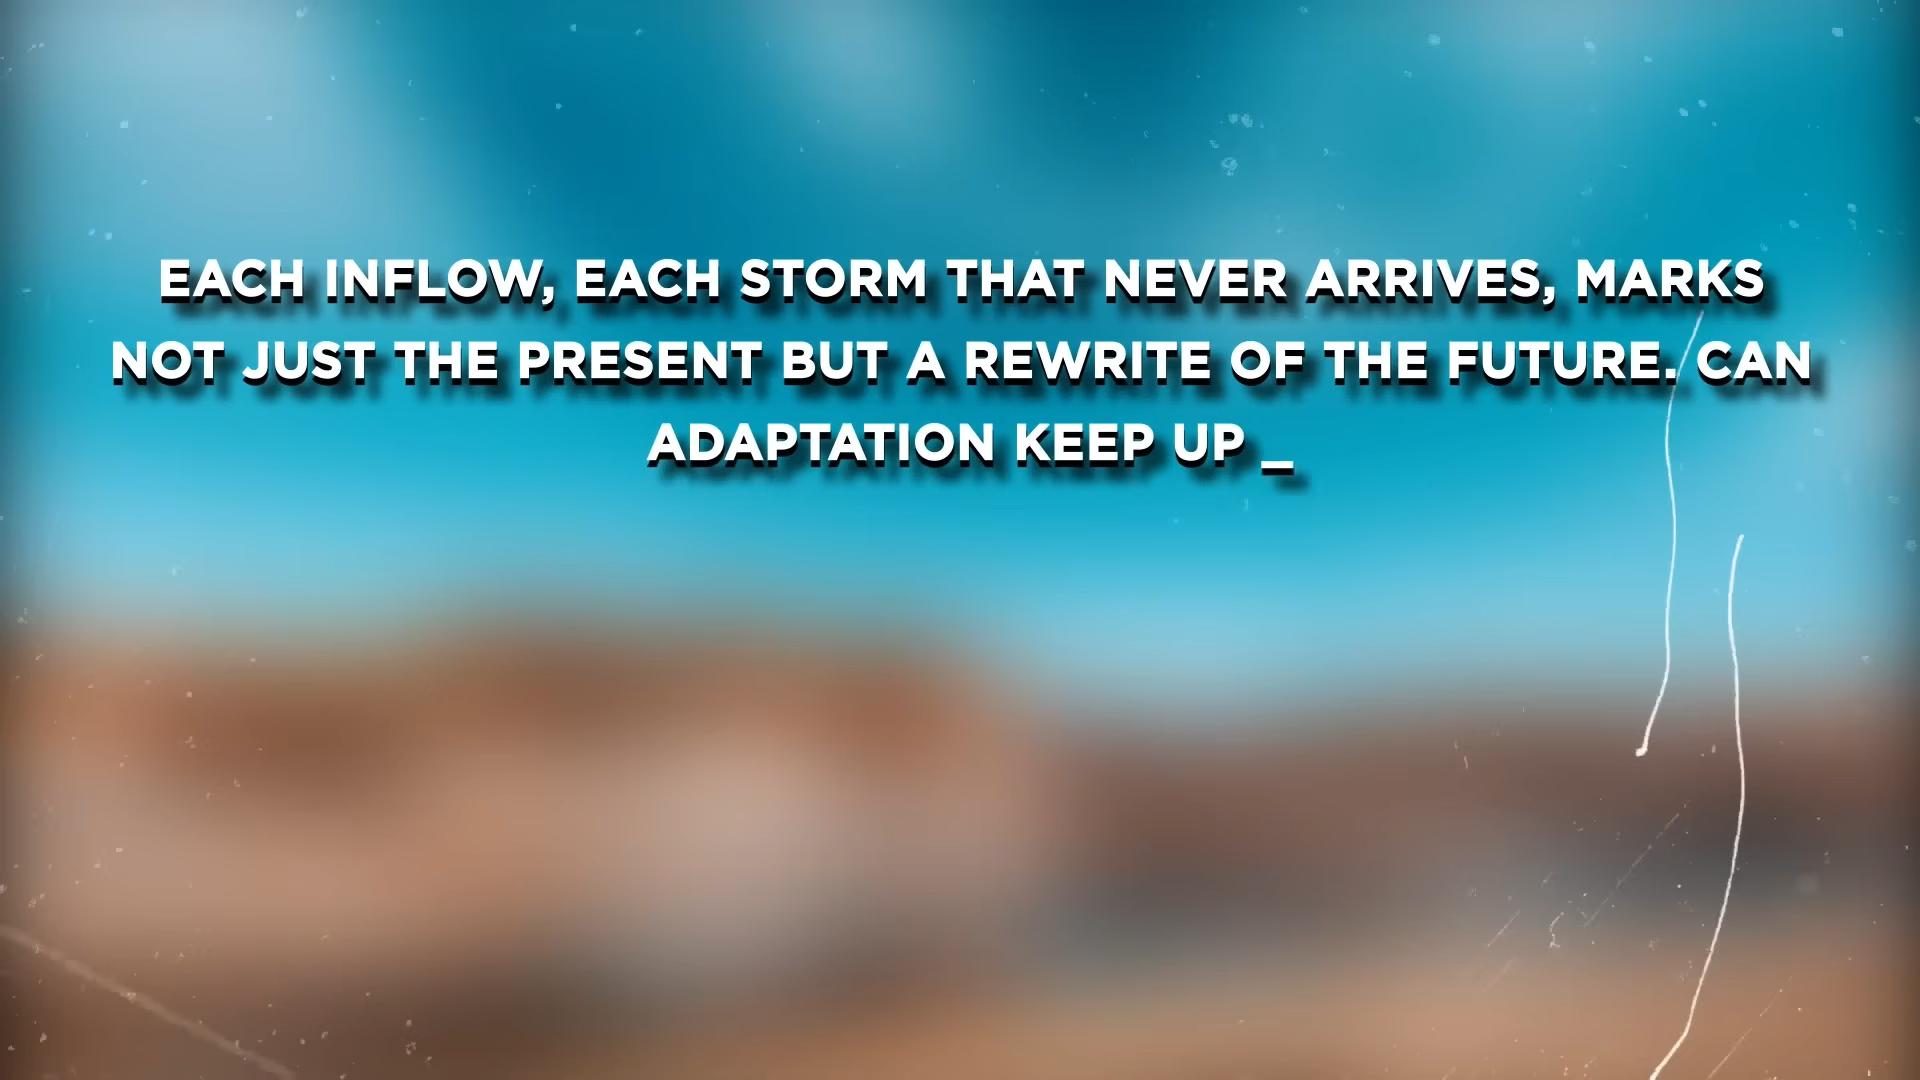 EACH INFLOW, EACH STORM THAT NEVER ARRIVES, MARKS
NOT JUST THE PRESENT BUT A REWRITE OF THE FUTURE. CAN
ADAPTATION KEEP UP _